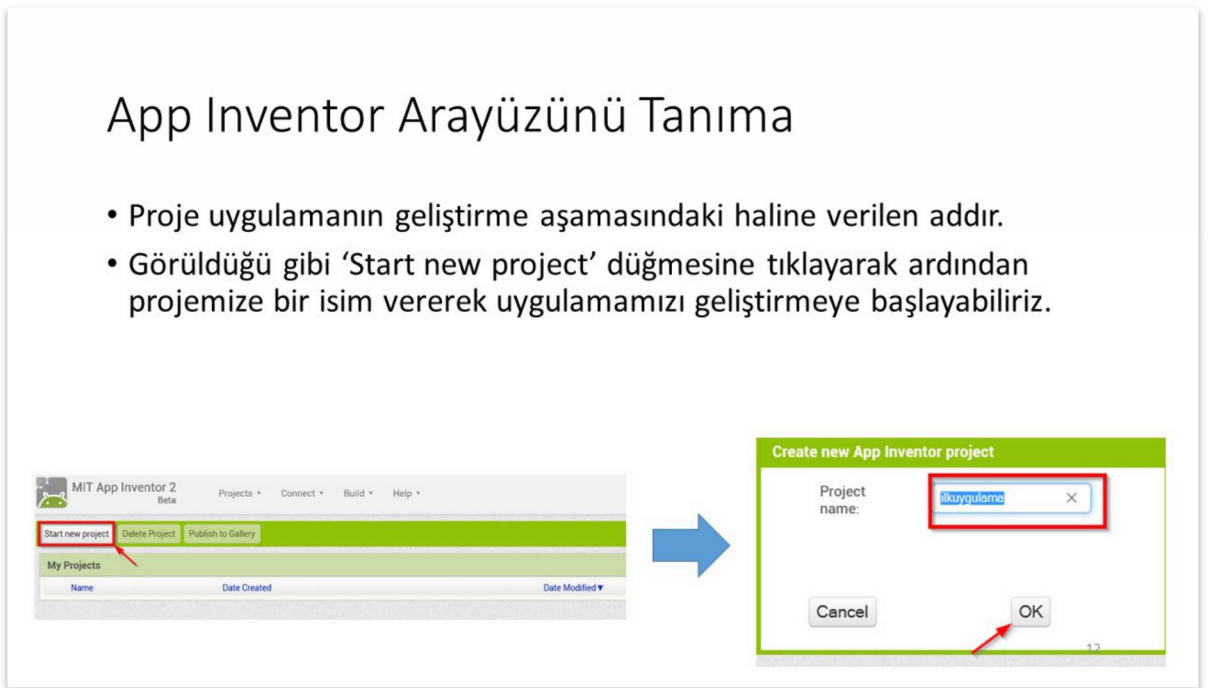 App Inventor Arayüzünü Tanıma
• Proje uygulamanın geliştirme aşamasındaki haline verilen addır.
• Görüldüğü gibi ‘Start new project’ düğmesine tıklayarak ardından
projemize bir isim vererek uygulamamızı geliştirmeye başlayabiliriz.
MIT App Inventor 2
Beta
Projects Connect Build Help
Start new project Delete Project Publish to Gallery
My Projects
Name Date Created Date Modified
Create new App Inventor project
Project
name:
ilkuygulama
Cancel OK
12